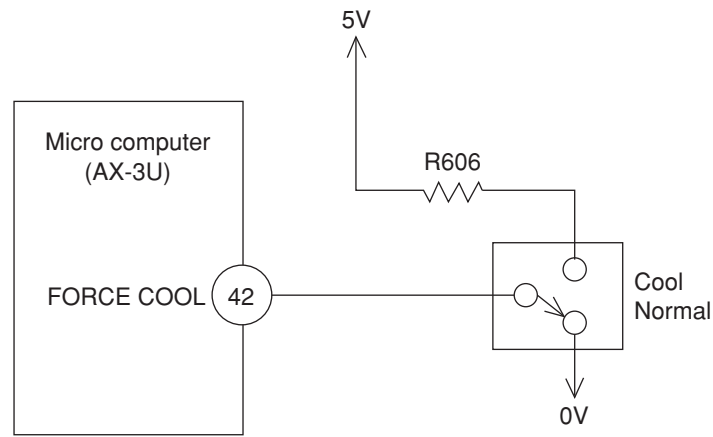 5V
Micro computer
(AX-3U)
R606
FORCE COOL
42
Cool
Normal
0V